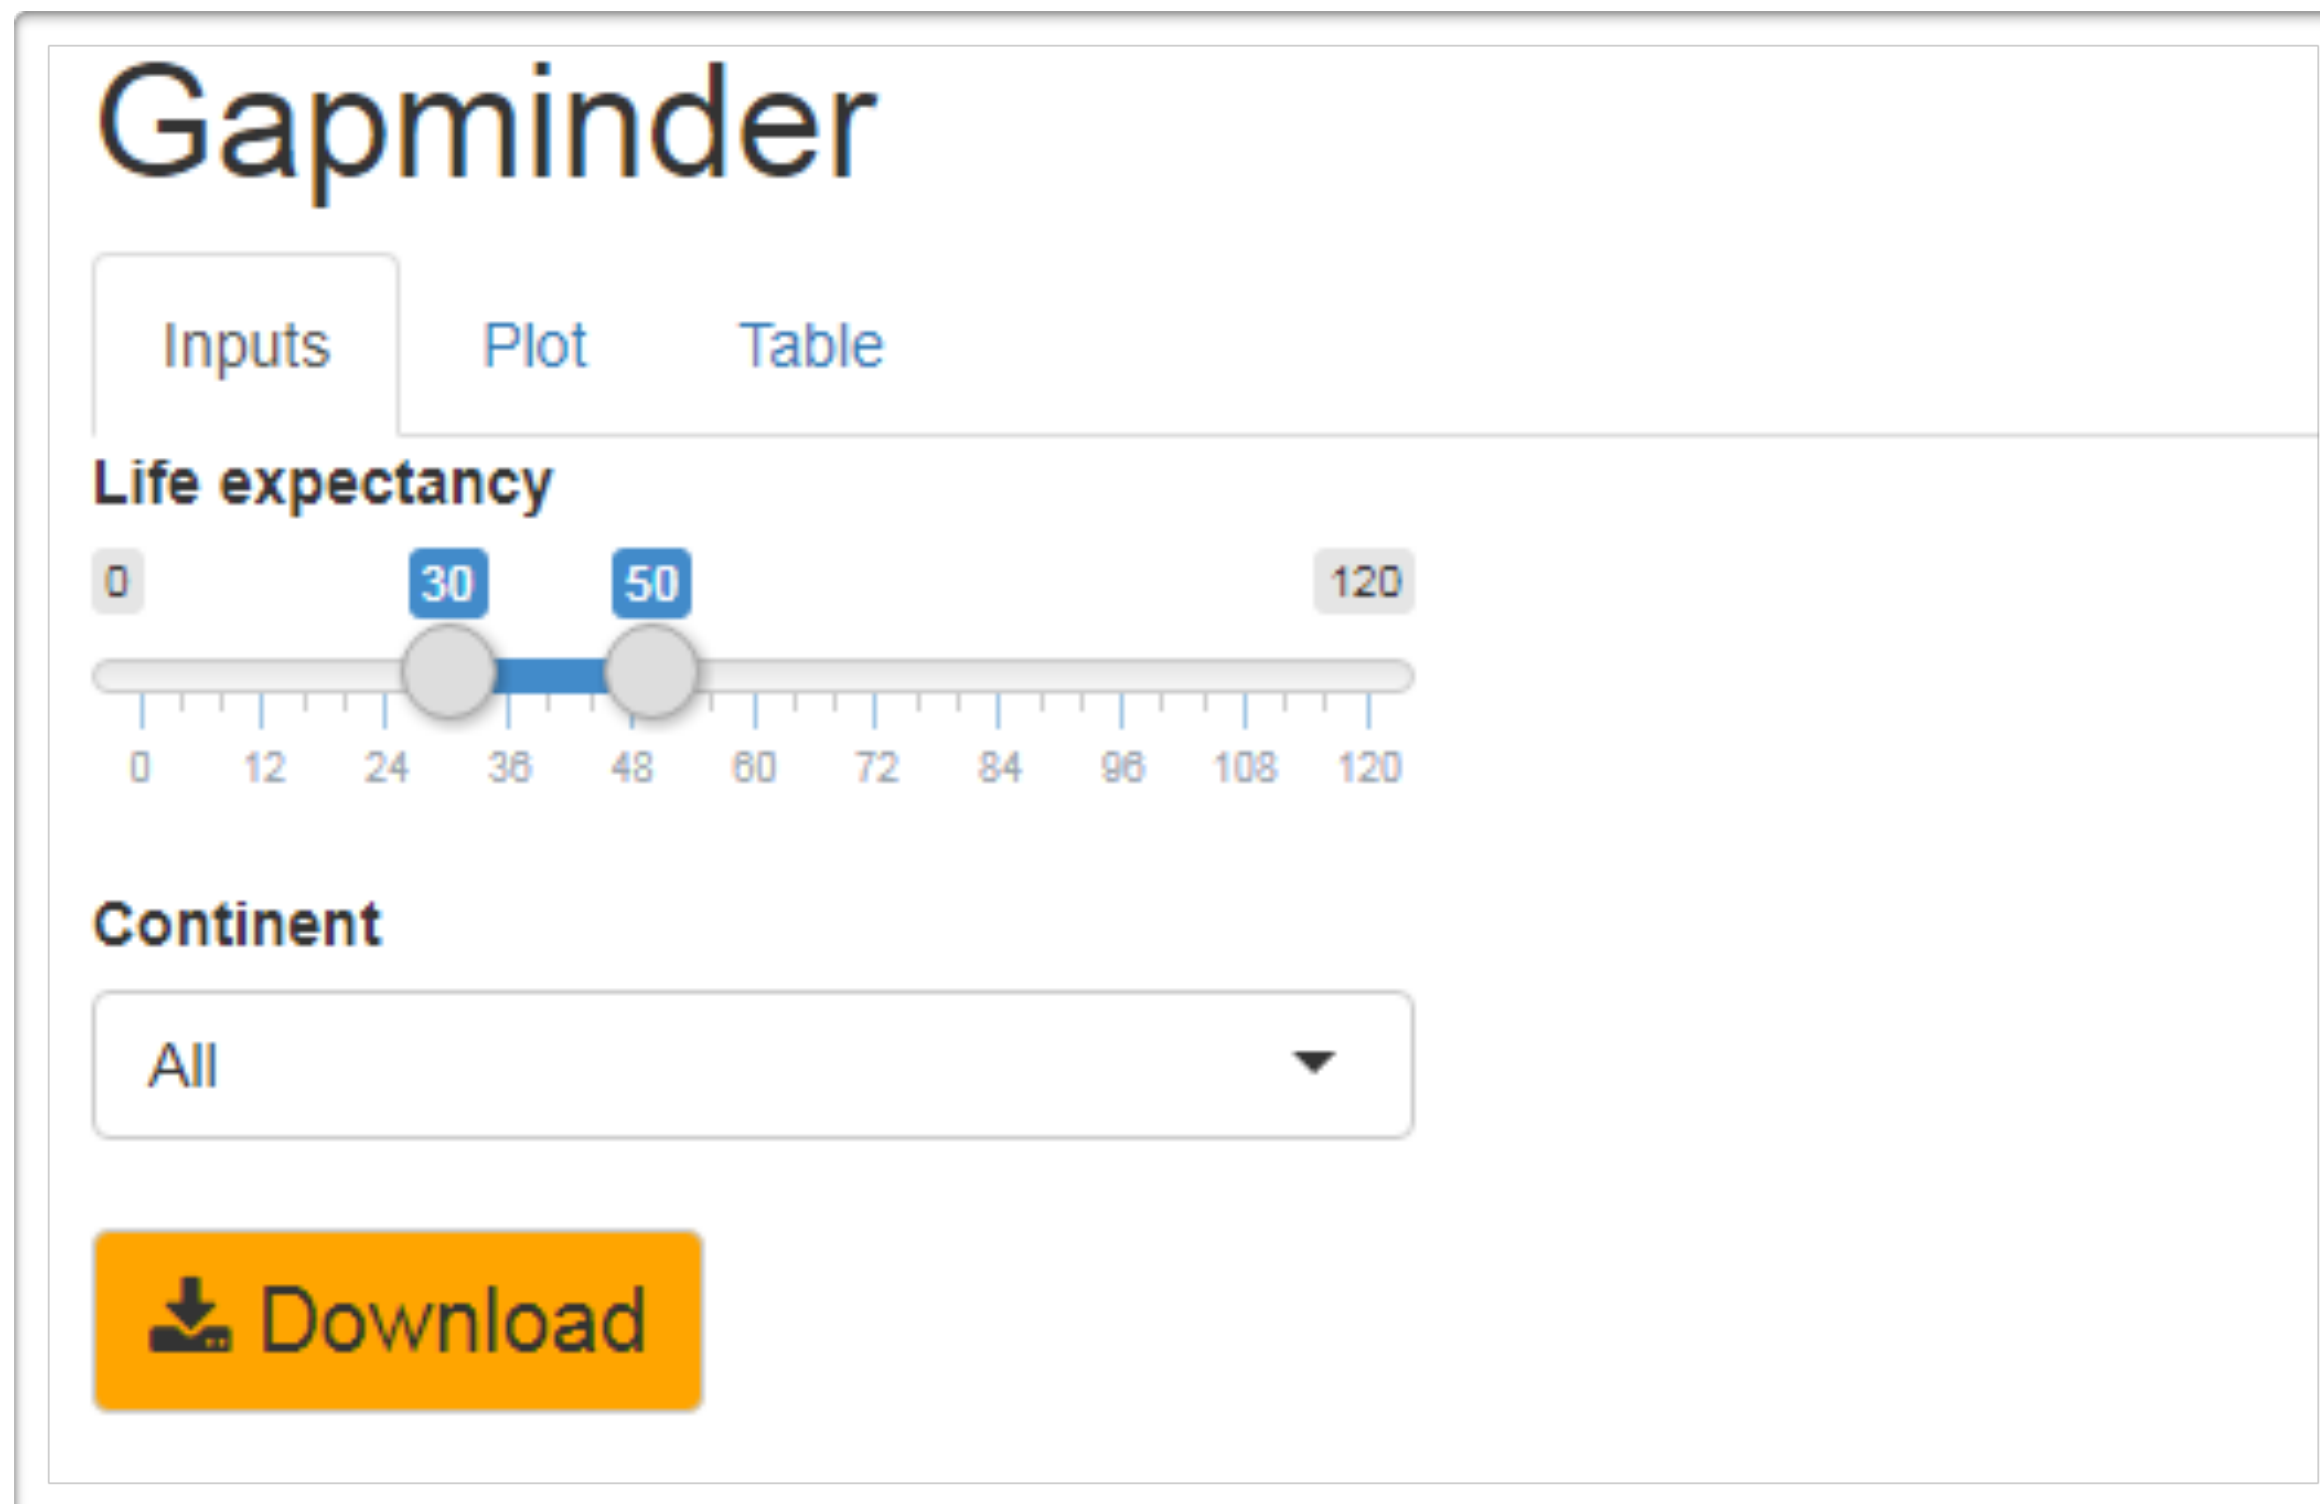 Gapminder
Inputs Plot Table
Life expectancy
0 30 50 120
0 12 24 36 48 60 72 84 96 108 120
Continent
All
Download